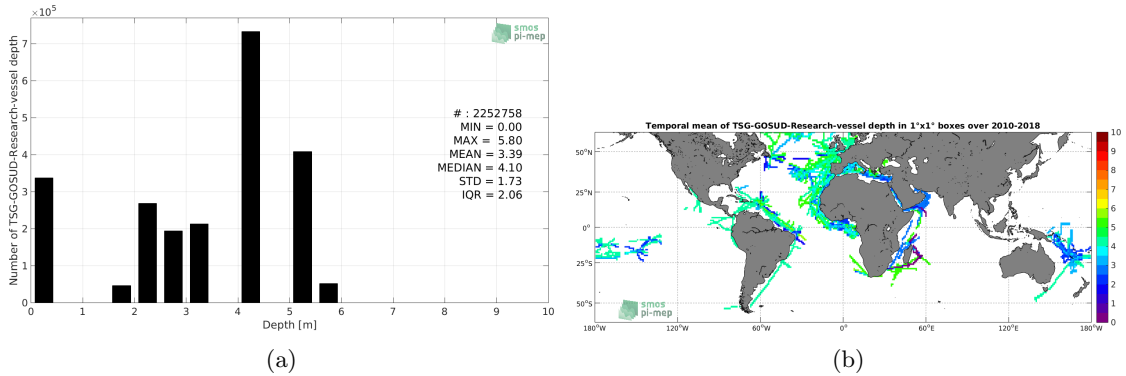 ×10⁵
7
6
5
4
3
2
1
0
Number of TSG-GOSUD-Research-vessel depth
smos
pi-mep
# : 2252758
MIN = 0.00
MAX = 5.80
MEAN = 3.39
MEDIAN = 4.10
STD = 1.73
IQR = 2.06
0 1 2 3 4 5 6 7 8 9 10
Depth [m]
(a)
Temporal mean of TSG-GOSUD-Research-vessel depth in 1°x1° boxes over 2010-2018
50°N
25°N
0°
25°S
50°S
smos
pi-mep
180°W 120°W 60°W 0° 60°E 120°E 180°W
10
9
8
7
6
5
4
3
2
1
0
(b)